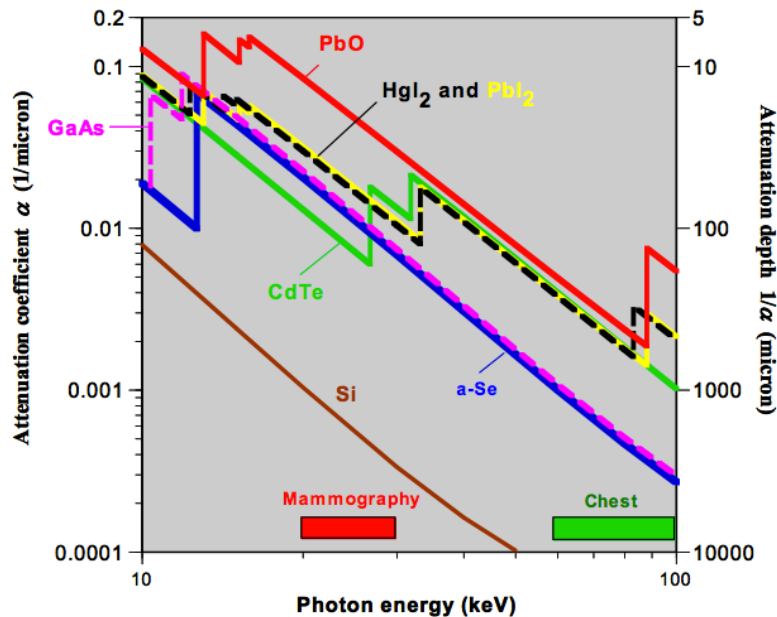 0.2
0.1
0.01
0.001
0.0001
Attenuation coefficient α (1/micron)
PbO
HgI2 and PbI2
GaAs
CdTe
Si
a-Se
Mammography
Chest
5
10
100
1000
10000
Attenuation depth 1/α (micron)
10
100
Photon energy (keV)